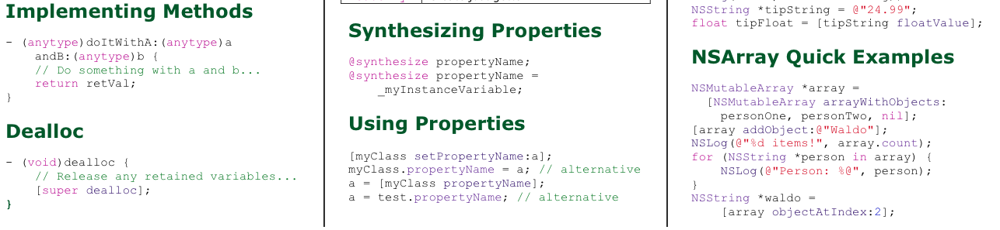 Implementing Methods
- (anytype)doItWithA:(anytype)a
andB:(anytype)b {
// Do something with a and b...
return retVal;
}
Dealloc
- (void)dealloc {
// Release any retained variables...
[super dealloc];
}
Synthesizing Properties
@synthesize propertyName;
@synthesize propertyName =
_myInstanceVariable;
Using Properties
[myClass setPropertyName:a];
myClass.propertyName = a; // alternative
a = [myClass propertyName];
a = test.propertyName; // alternative
NSString *tipString = @"24.99";
float tipFloat = [tipString floatValue];
NSArray Quick Examples
NSMutableArray *array =
[NSMutableArray arrayWithObjects:
personOne, personTwo, nil];
[array addObject:@"Waldo"];
NSLog(@"%d items!", array.count);
for (NSString *person in array) {
NSLog(@"Person: %@", person);
}
NSString *waldo =
[array objectAtIndex:2];